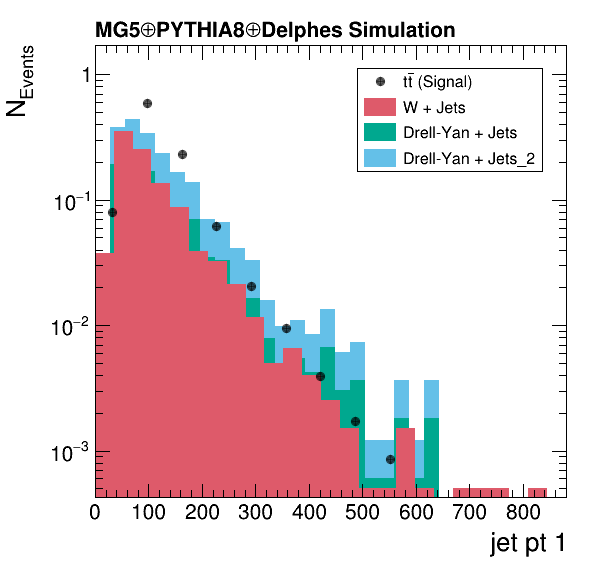 MG5⊕PYTHIA8⊕Delphes Simulation
N_Events
tt̄ (Signal)
W + Jets
Drell-Yan + Jets
Drell-Yan + Jets_2
1
10⁻¹
10⁻²
10⁻³
0 100 200 300 400 500 600 700 800
jet pt 1